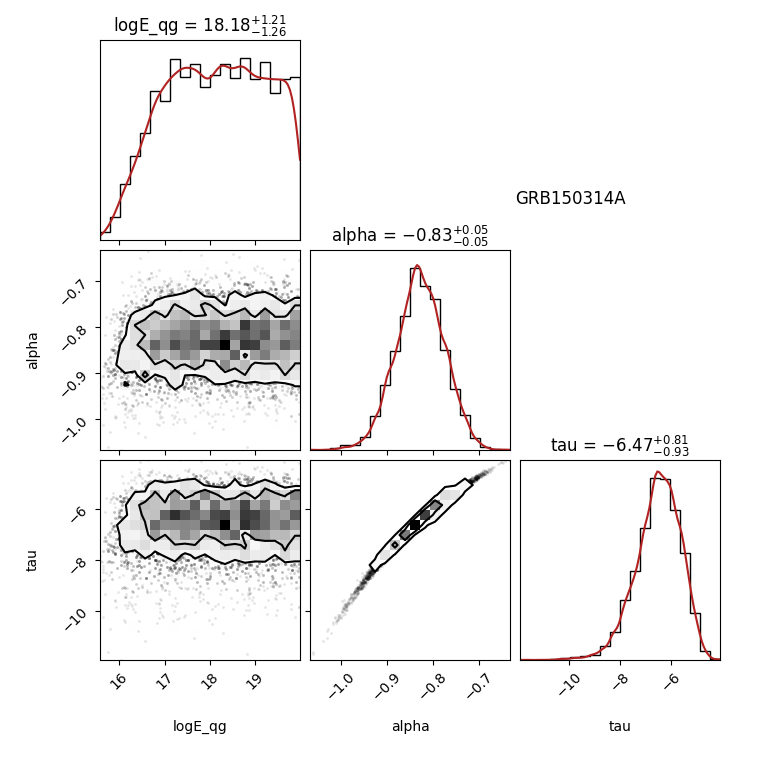 logE_qg = 18.18+1.21−1.26
GRB150314A
alpha = −0.83+0.05−0.05
−0.7
−0.8
−0.9
−1.0
alpha
tau = −6.47+0.81−0.93
−6
−8
−10
tau
16 17 18 19
−1.0 −0.9 −0.8 −0.7
−10 −8 −6
logE_qg alpha tau